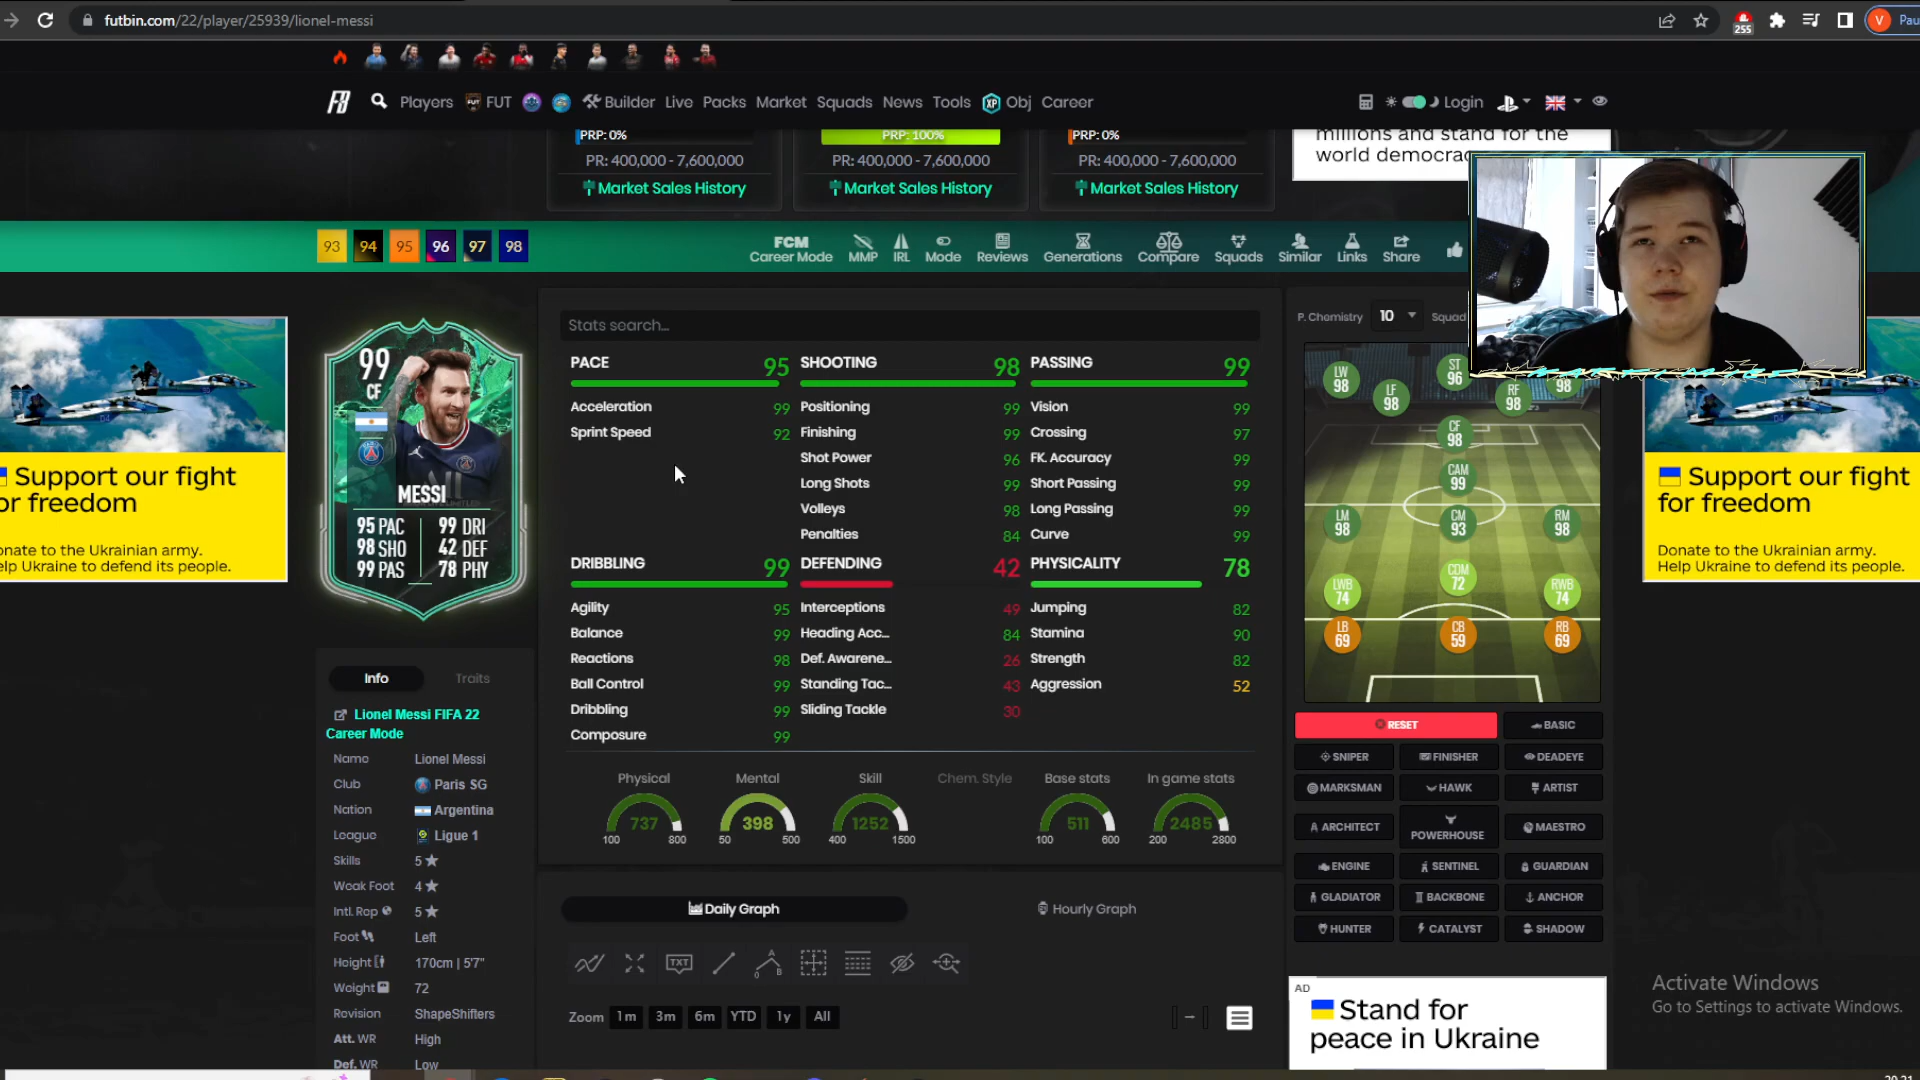 futbin.com/22/player/25939/lionel-messi
255
V Pau
FB Players FUT Builder Live Packs Market Squads News Tools XP Obj Career Login
PRP: 0% PRP: 100% PRP: 0%
PR: 400,000 - 7,600,000 PR: 400,000 - 7,600,000 PR: 400,000 - 7,600,000
Market Sales History Market Sales History Market Sales History
millions and stand for the
world democrac
93 94 95 96 97 98
FCM
Career Mode MMP IRL Mode Reviews Generations Compare Squads Similar Links Share
Stats search...
P. Chemistry 10 Squad
99
CF
MESSI
95 PAC 99 DRI
98 SHO 42 DEF
99 PAS 78 PHY
PACE 95 SHOOTING 98 PASSING 99
Acceleration 99 Positioning 99 Vision 99
Sprint Speed 92 Finishing 99 Crossing 97
Shot Power 96 FK. Accuracy 99
Long Shots 99 Short Passing 99
Volleys 98 Long Passing 99
Penalties 84 Curve 99
DRIBBLING 99 DEFENDING 42 PHYSICALITY 78
Agility 95 Interceptions 49 Jumping 82
Balance 99 Heading Acc... 84 Stamina 90
Reactions 98 Def. Awarene... 26 Strength 82
Ball Control 99 Standing Tac... 43 Aggression 52
Dribbling 99 Sliding Tackle 30
Composure 99
Physical Mental Skill Chem. Style Base stats In game stats
737 398 1252 511 2485
100 800 50 500 400 1500 100 600 200 2800
LW 98
LF 98
ST 96
RF 98
98
CF 98
CAM 99
LM 98
CM 93
RM 98
LWB 74
CDM 72
RWB 74
LB 69
CB 59
RB 69
RESET BASIC
SNIPER FINISHER DEADEYE
MARKSMAN HAWK ARTIST
ARCHITECT POWERHOUSE MAESTRO
ENGINE SENTINEL GUARDIAN
GLADIATOR BACKBONE ANCHOR
HUNTER CATALYST SHADOW
Support our fight
or freedom
onate to the Ukrainian army.
elp Ukraine to defend its people.
Support our fight
for freedom
Donate to the Ukrainian army.
Help Ukraine to defend its people.
Info Traits
Lionel Messi FIFA 22
Career Mode
Name Lionel Messi
Club Paris SG
Nation Argentina
League Ligue 1
Skills 5
Weak Foot 4
Intl. Rep 5
Foot Left
Height 170cm | 5'7"
Weight 72
Revision ShapeShifters
Att. WR High
Def. WR Low
Daily Graph Hourly Graph
TXT
A
0 B
Zoom 1m 3m 6m YTD 1y All
AD
Stand for
peace in Ukraine
Activate Windows
Go to Settings to activate Windows.
20:21